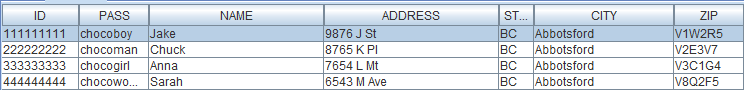 ID PASS NAME ADDRESS ST... CITY ZIP
111111111 chocoboy Jake 9876 J St BC Abbotsford V1W2R5
222222222 chocoman Chuck 8765 K Pl BC Abbotsford V2E3V7
333333333 chocogirl Anna 7654 L Mt BC Abbotsford V3C1G4
444444444 chocowo... Sarah 6543 M Ave BC Abbotsford V8Q2F5